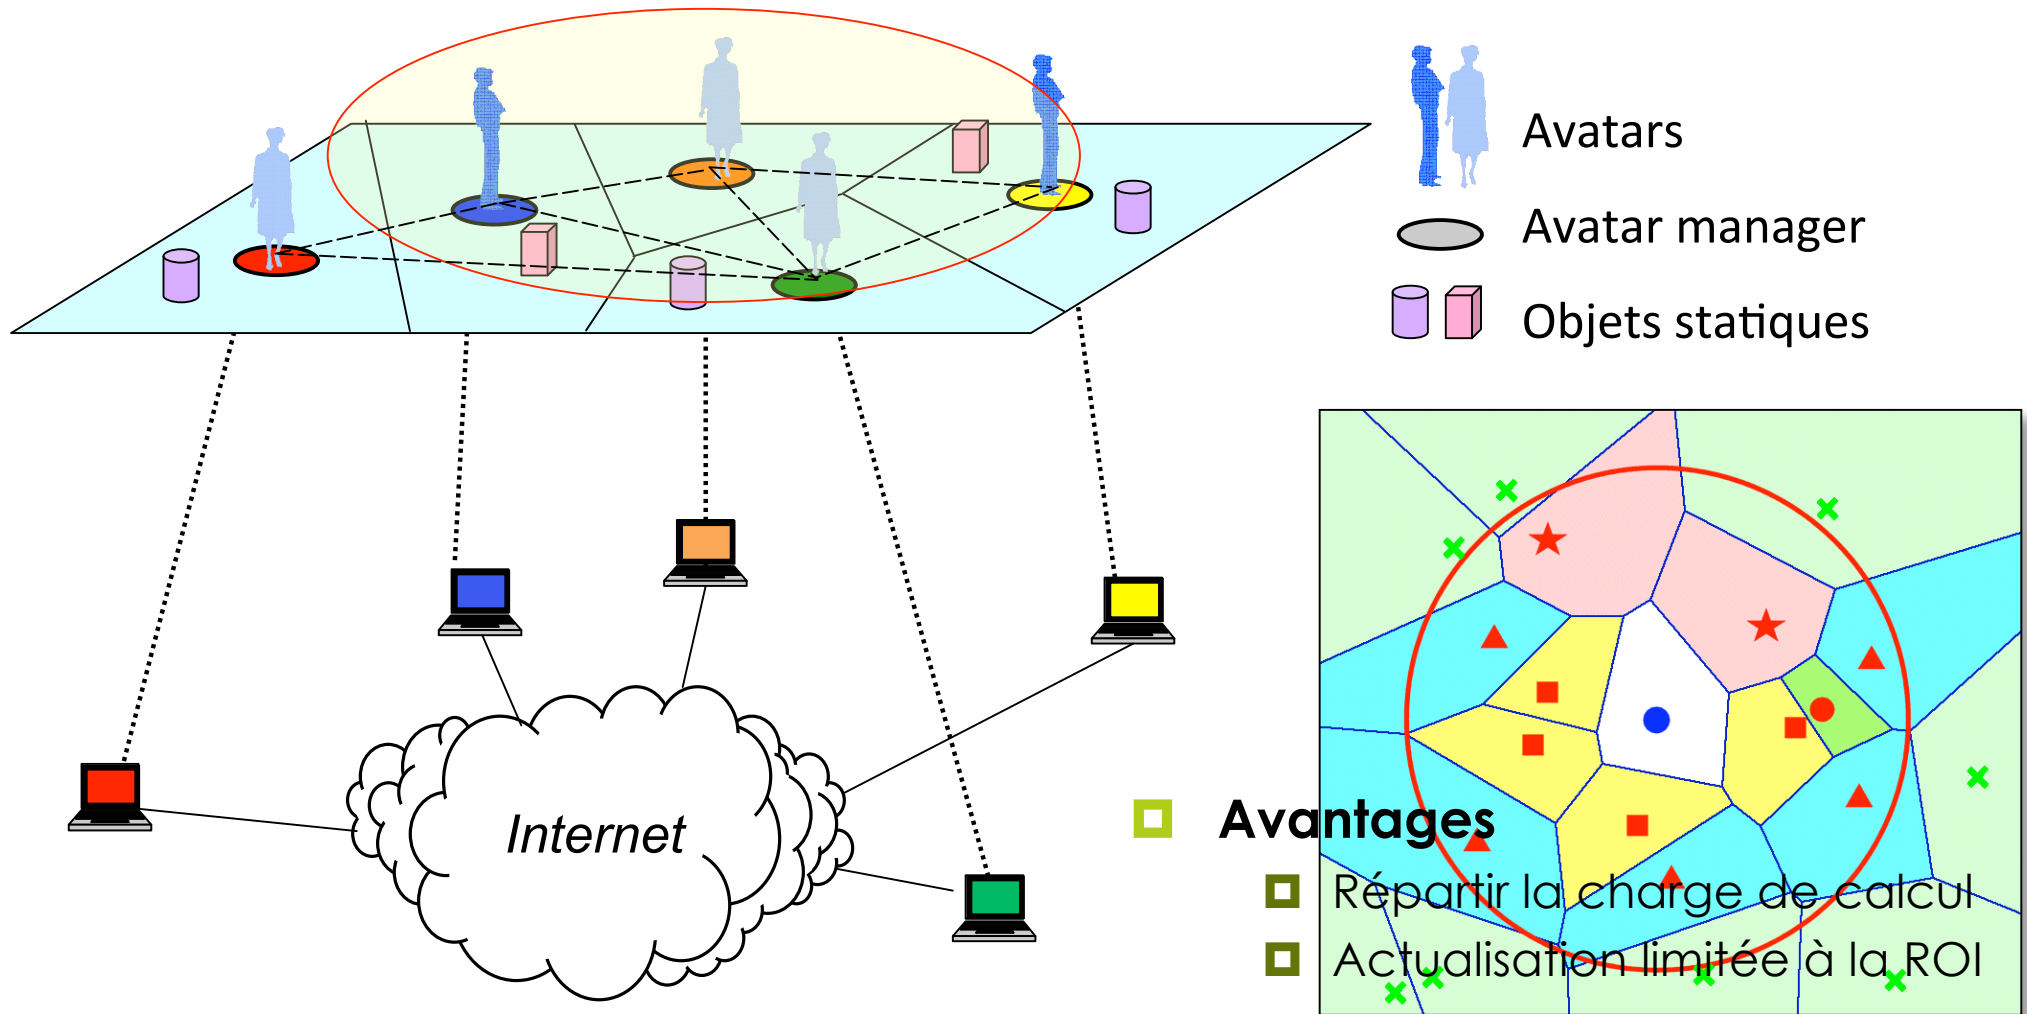 Avatars
Avatar manager
Objets statiques
Internet
Avantages
Répartir la charge de calcul
Actualisation limitée à la ROI